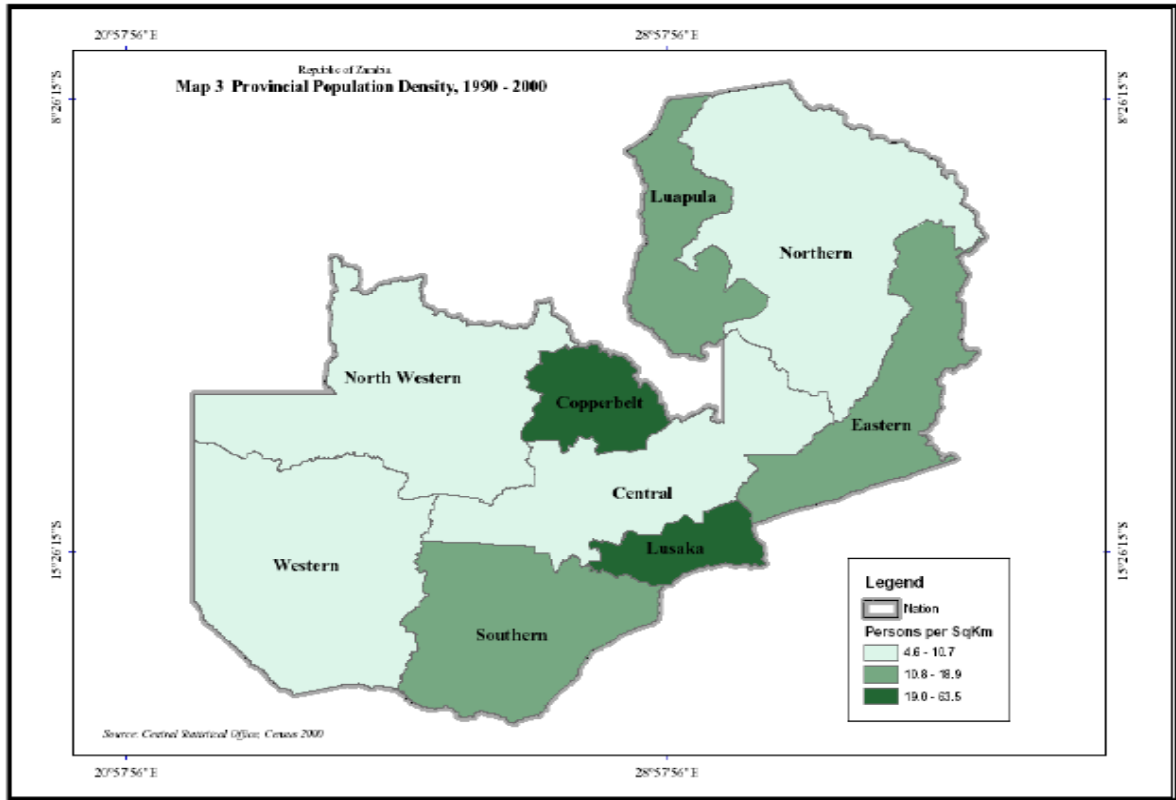 20°57'56"E
28°57'56"E
Republic of Zambia
Map 3 Provincial Population Density, 1990 - 2000
8°26'15"S
8°26'15"S
Luapula
Northern
North Western
Copperbelt
Eastern
Central
Lusaka
Western
Southern
15°26'15"S
15°26'15"S
Legend
Nation
Persons per SqKm
4.6 - 10.7
10.8 - 18.9
19.0 - 63.5
Source: Central Statistical Office, Census 2000
20°57'56"E
28°57'56"E